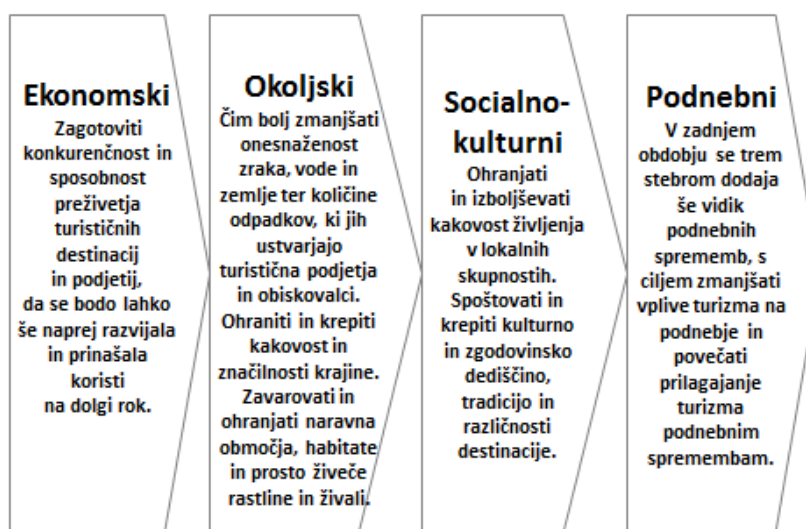 Ekonomski
Zagotoviti
konkurenčnost in
sposobnost
preživetja
turističnih
destinacij
in podjetij,
da se bodo lahko
še naprej razvijala
in prinašala
koristi
na dolgi rok.
Okoljski
Čim bolj zmanjšati
onesnaženost
zraka, vode in
zemlje ter količine
odpadkov, ki jih
ustvarjajo
turistična podjetja
in obiskovalci.
Ohraniti in krepiti
kakovost in
značilnosti krajine.
Zavarovati in
ohranjati naravna
območja, habitate
in prosto živeče
rastline in živali.
Socialno-
kulturni
Ohranjati
in izboljševati
kakovost življenja
v lokalnih
skupnostih.
Spoštovati in
krepiti kulturno
in zgodovinsko
dediščino,
tradicijo in
različnosti
destinacije.
Podnebni
V zadnjem
obdobju se trem
stebrom dodaja
še vidik
podnebnih
sprememb, s
ciljem zmanjšati
vplive turizma na
podnebje in
povečati
prilagajanje
turizma
podnebnim
spremembam.